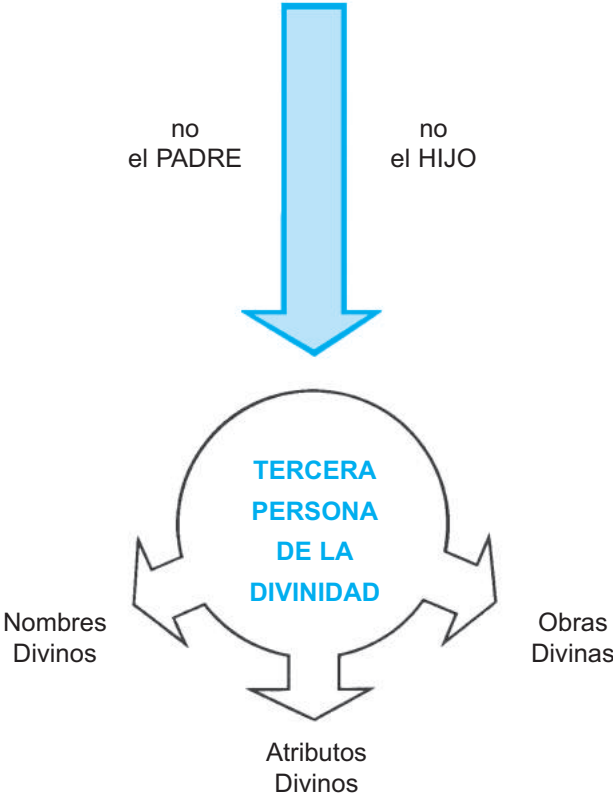 no
el PADRE
no
el HIJO
TERCERA
PERSONA
DE LA
DIVINIDAD
Nombres
Divinos
Obras
Divinas
Atributos
Divinos